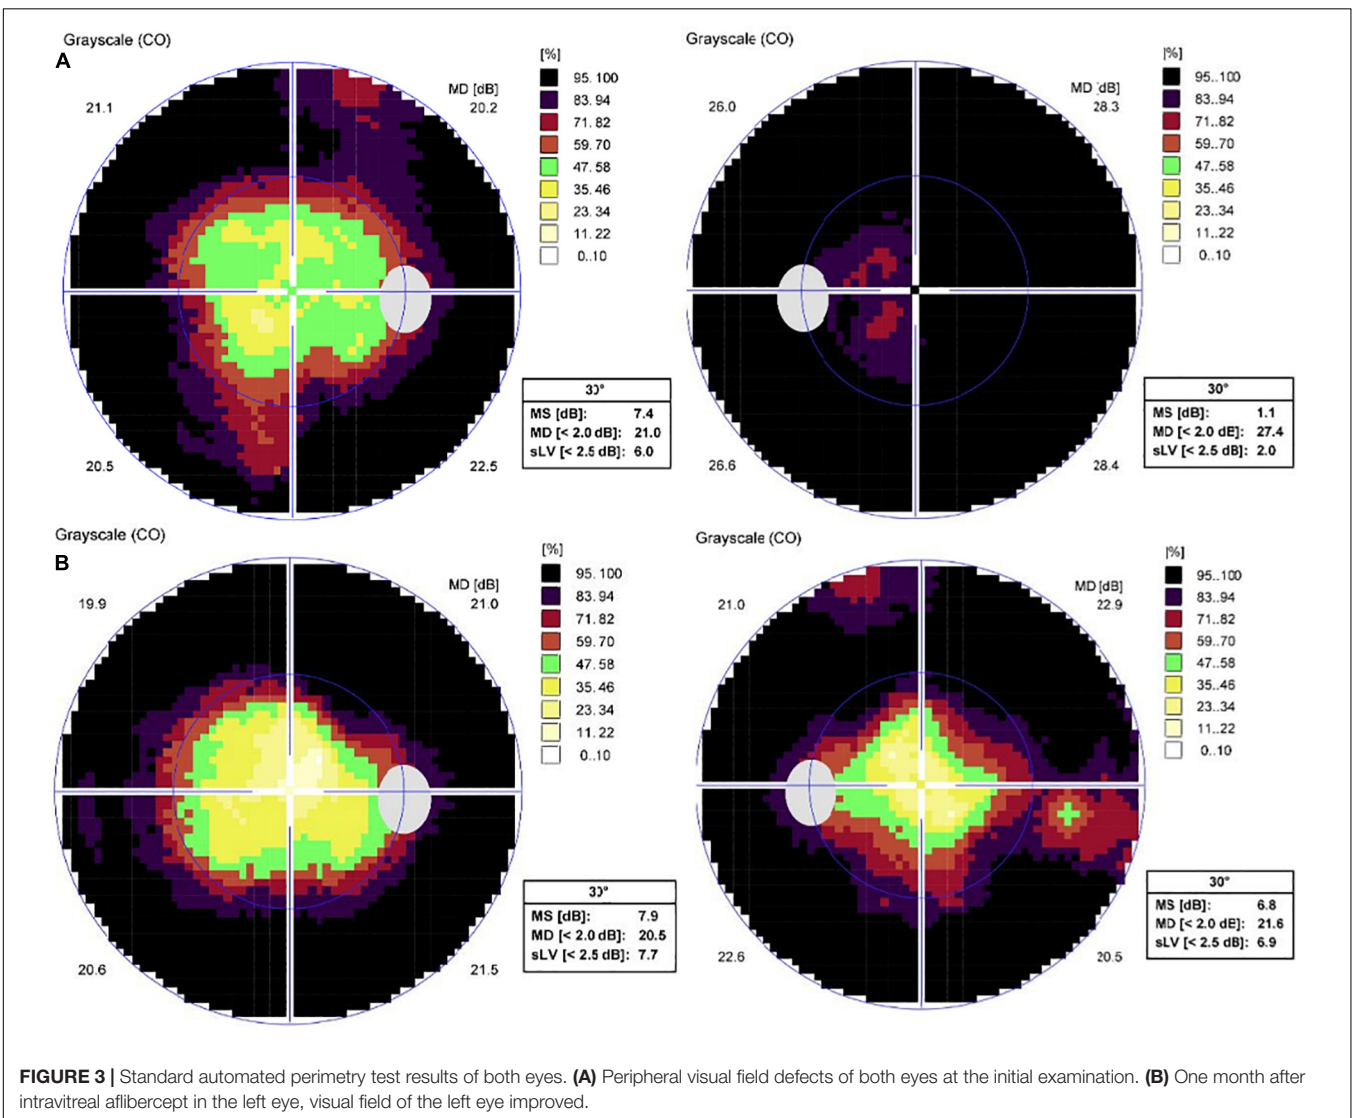 Grayscale (CO)
A
[%]
95. 100
83. 94
71. 82
59. 70
47. 58
35. 46
23. 34
11. 22
0. 10
MD [dB]
21.1
20.2
20.5
22.5
30°
MS [dB]: 7.4
MD [< 2.0 dB]: 21.0
sLV [< 2.5 dB]: 6.0
Grayscale (CO)
[%]
95..100
83..94
71..82
59..70
47..58
35..46
23..34
11..22
0..10
MD [dB]
26.0
28.3
26.6
28.4
30°
MS [dB]: 1.1
MD [< 2.0 dE]: 27.4
sLV [< 2.5 dB]: 2.0
Grayscale (CO)
B
[%]
95. 100
83. 94
71. 82
59. 70
47. 58
35. 46
23. 34
11. 22
0. 10
MD [dB]
19.9
21.0
20.6
21.5
30°
MS [dB]: 7.9
MD [< 2.0 dB]: 20.5
sLV [< 2.5 dB]: 7.7
Grayscale (CO)
[%]
95..100
83..94
71..82
59..70
47..58
35..46
23..34
11..22
0..10
MD [dB]
21.0
22.9
22.6
20.5
30°
MS [dB]: 6.8
MD [< 2.0 dE]: 21.6
sLV [< 2.5 dB]: 6.9
FIGURE 3 | Standard automated perimetry test results of both eyes. (A) Peripheral visual field defects of both eyes at the initial examination. (B) One month after
intravitreal aflibercept in the left eye, visual field of the left eye improved.